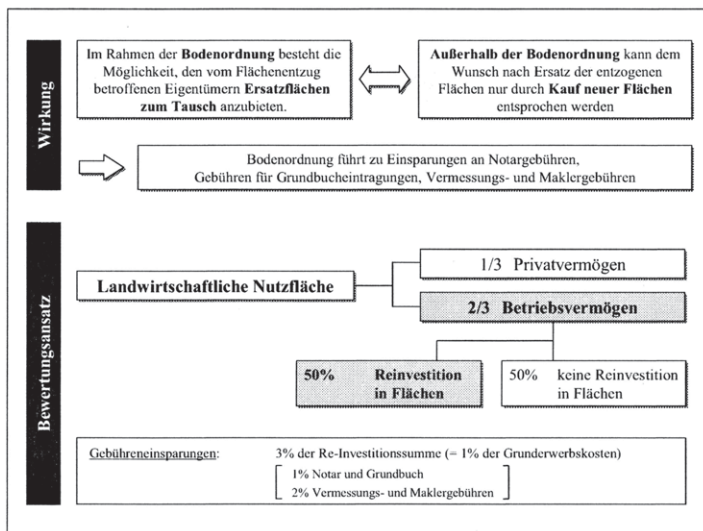 Wirkung
Im Rahmen der Bodenordnung besteht die
Möglichkeit, den vom Flächenentzug
betroffenen Eigentümern Ersatzflächen
zum Tausch anzubieten.
Außerhalb der Bodenordnung kann dem
Wunsch nach Ersatz der entzogenen
Flächen nur durch Kauf neuer Flächen
entsprochen werden
Bodenordnung führt zu Einsparungen an Notargebühren,
Gebühren für Grundbucheintragungen, Vermessungs- und Maklergebühren
Bewertungsansatz
Landwirtschaftliche Nutzfläche
1/3 Privatvermögen
2/3 Betriebsvermögen
50% Reinvestition
in Flächen
50% keine Reinvestition
in Flächen
Gebühreneinsparungen: 3% der Re-Investitionssumme (= 1% der Grunderwerbskosten)
1% Notar und Grundbuch
2% Vermessungs- und Maklergebühren